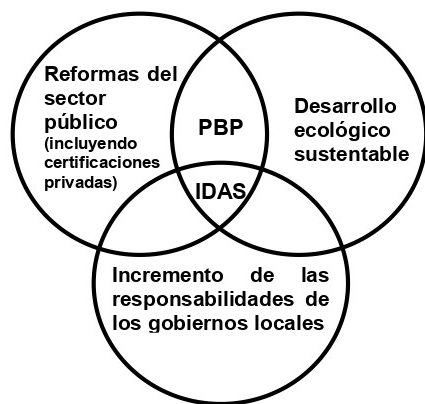 Reformas del
sector
público
(incluyendo
certificaciones
privadas)
PBP
Desarrollo
ecológico
sustentable
IDAS
Incremento de las
responsabilidades de
los gobiernos locales